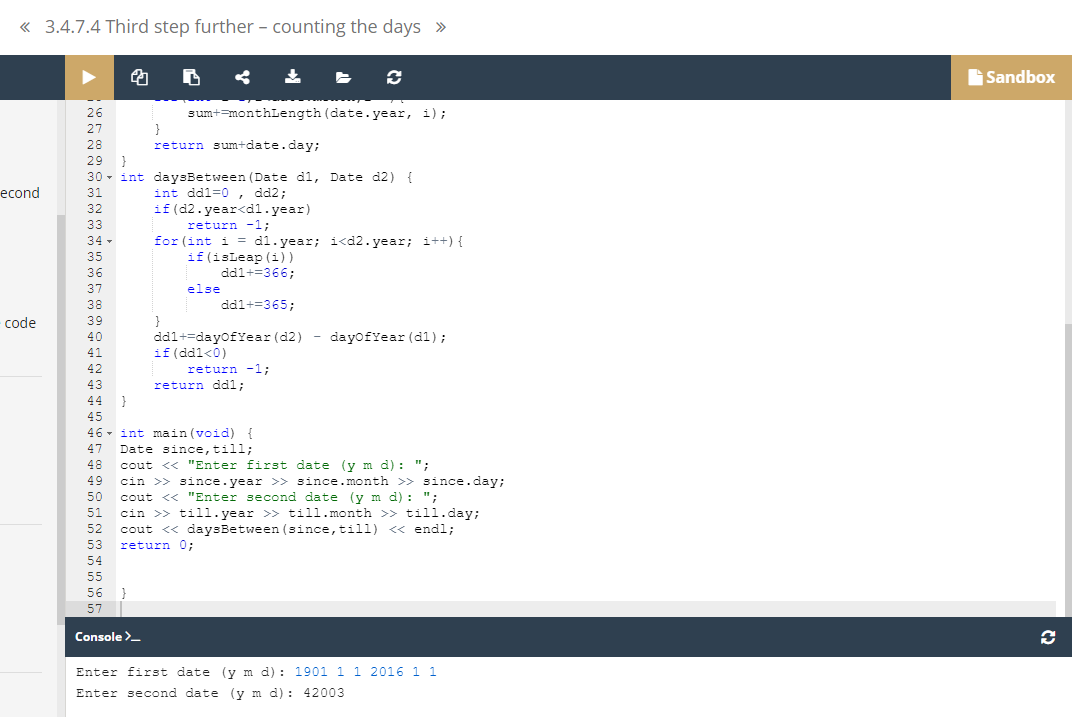 « 3.4.7.4 Third step further – counting the days »
Sandbox
econd
code
26 sum+=monthLength(date.year, i);
27 }
28 return sum+date.day;
29 }
30 int daysBetween(Date d1, Date d2) {
31 int dd1=0 , dd2;
32 if(d2.year<d1.year)
33 return -1;
34 for(int i = d1.year; i<d2.year; i++){
35 if(isLeap(i))
36 dd1+=366;
37 else
38 dd1+=365;
39 }
40 dd1+=dayOfYear(d2) - dayOfYear(d1);
41 if(dd1<0)
42 return -1;
43 return dd1;
44 }
45
46 int main(void) {
47 Date since,till;
48 cout << "Enter first date (y m d): ";
49 cin >> since.year >> since.month >> since.day;
50 cout << "Enter second date (y m d): ";
51 cin >> till.year >> till.month >> till.day;
52 cout << daysBetween(since,till) << endl;
53 return 0;
54
55
56 }
57
Console >_
Enter first date (y m d): 1901 1 1 2016 1 1
Enter second date (y m d): 42003